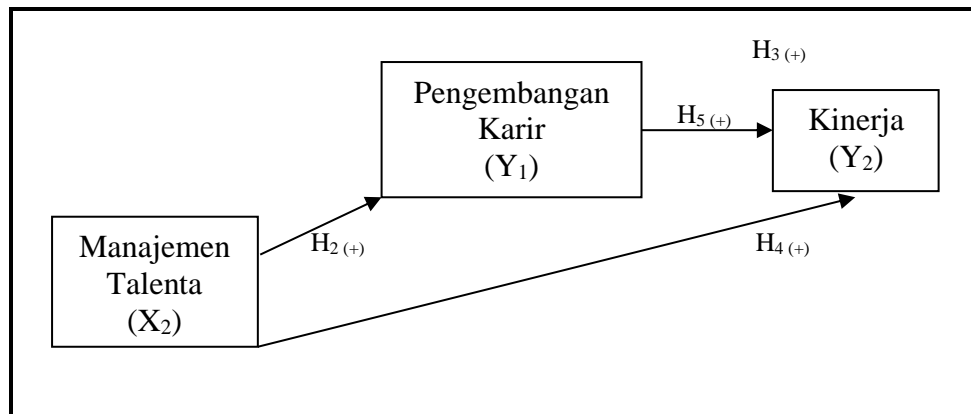 H₃ (+)
Pengembangan
Karir
(Y₁)
H₅ (+)
Kinerja
(Y₂)
H₂ (+)
H₄ (+)
Manajemen
Talenta
(X₂)